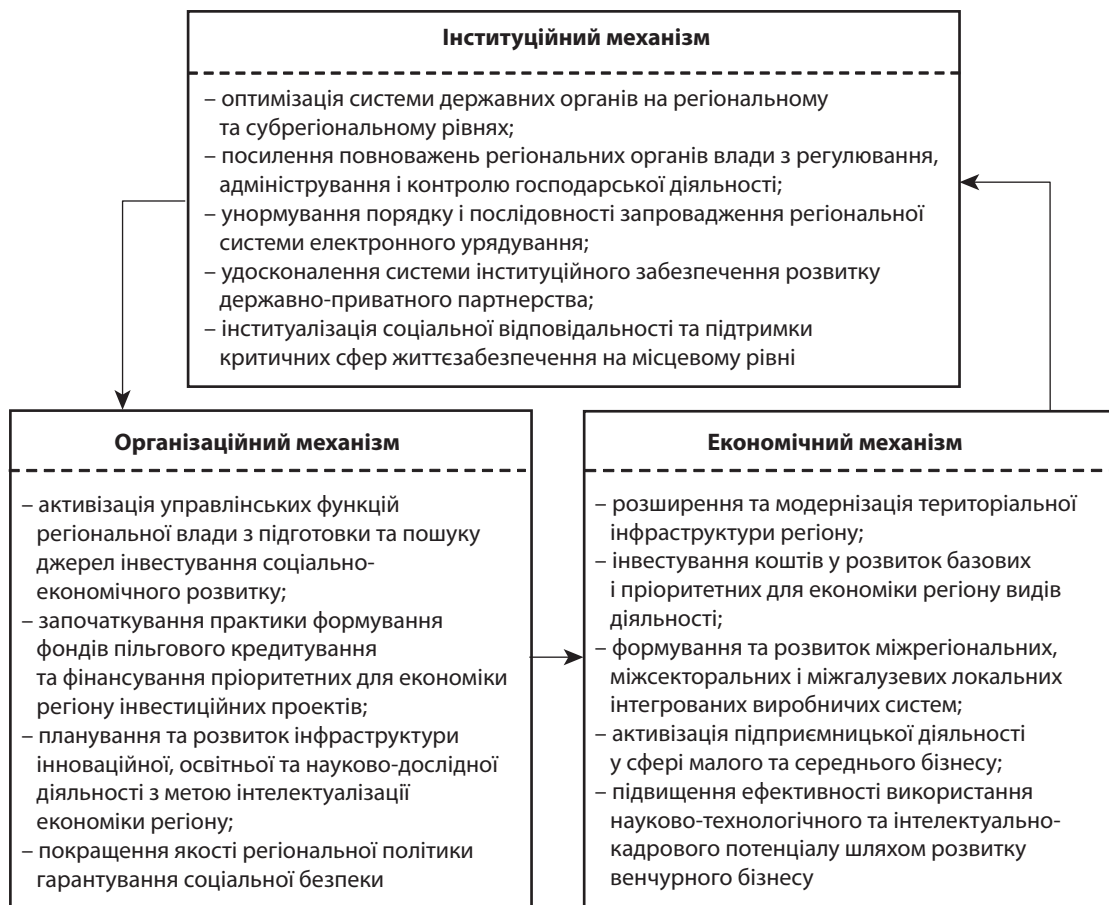 Інституційний механізм
– оптимізація системи державних органів на регіональному
та субрегіональному рівнях;
– посилення повноважень регіональних органів влади з регулювання,
адміністрування і контролю господарської діяльності;
– унормування порядку і послідовності запровадження регіональної
системи електронного урядування;
– удосконалення системи інституційного забезпечення розвитку
державно-приватного партнерства;
– інституалізація соціальної відповідальності та підтримки
критичних сфер життєзабезпечення на місцевому рівні
Організаційний механізм
– активізація управлінських функцій
регіональної влади з підготовки та пошуку
джерел інвестування соціально-
економічного розвитку;
– започаткування практики формування
фондів пільгового кредитування
та фінансування пріоритетних для економіки
регіону інвестиційних проектів;
– планування та розвиток інфраструктури
інноваційної, освітньої та науково-дослідної
діяльності з метою інтелектуалізації
економіки регіону;
– покращення якості регіональної політики
гарантування соціальної безпеки
Економічний механізм
– розширення та модернізація територіальної
інфраструктури регіону;
– інвестування коштів у розвиток базових
і пріоритетних для економіки регіону видів
діяльності;
– формування та розвиток міжрегіональних,
міжсекторальних і міжгалузевих локальних
інтегрованих виробничих систем;
– активізація підприємницької діяльності
у сфері малого та середнього бізнесу;
– підвищення ефективності використання
науково-технологічного та інтелектуально-
кадрового потенціалу шляхом розвитку
венчурного бізнесу